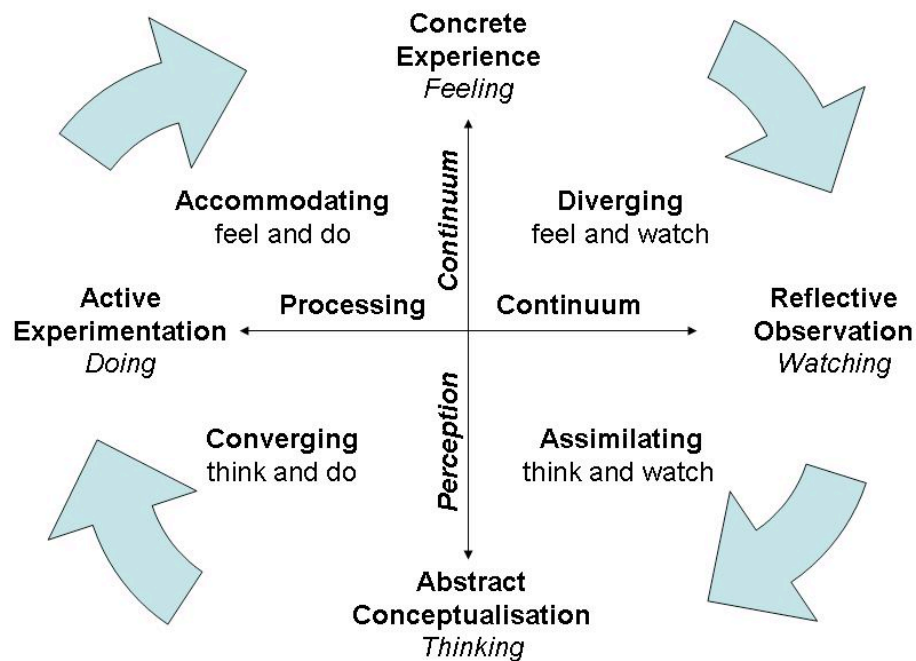 Concrete
Experience
Feeling
Accommodating
feel and do
Diverging
feel and watch
Continuum
Active
Experimentation
Doing
Processing
Continuum
Reflective
Observation
Watching
Perception
Converging
think and do
Assimilating
think and watch
Abstract
Conceptualisation
Thinking